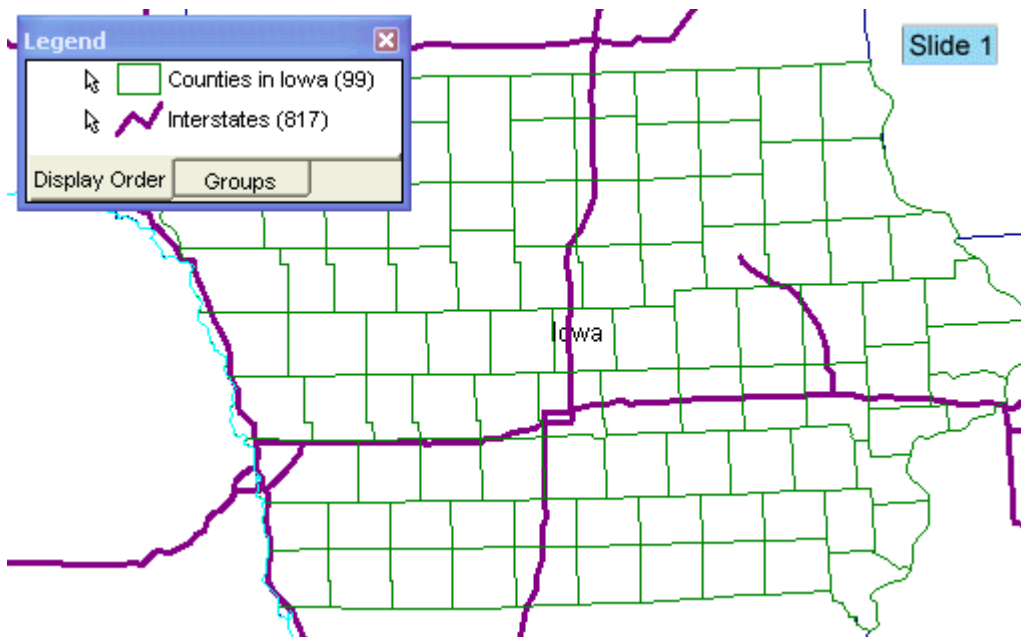 Legend
Slide 1
Counties in Iowa (99)
Interstates (817)
Display Order
Groups
Iowa